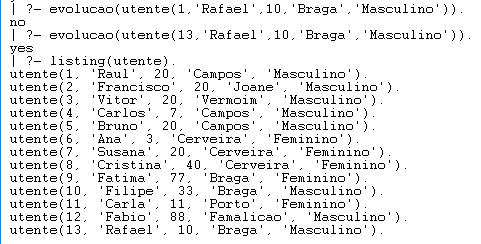 | ?- evolucao(utente(1,'Rafael',10,'Braga','Masculino')).
no
| ?- evolucao(utente(13,'Rafael',10,'Braga','Masculino')).
yes
| ?- listing(utente).
utente(1, 'Raul', 20, 'Campos', 'Masculino').
utente(2, 'Francisco', 20, 'Joane', 'Masculino').
utente(3, 'Vitor', 20, 'Vermoim', 'Masculino').
utente(4, 'Carlos', 7, 'Campos', 'Masculino').
utente(5, 'Bruno', 20, 'Campos', 'Masculino').
utente(6, 'Ana', 3, 'Cerveira', 'Feminino').
utente(7, 'Susana', 20, 'Cerveira', 'Feminino').
utente(8, 'Cristina', 40, 'Cerveira', 'Feminino').
utente(9, 'Fatima', 77, 'Braga', 'Feminino').
utente(10, 'Filipe', 33, 'Braga', 'Masculino').
utente(11, 'Carla', 11, 'Porto', 'Feminino').
utente(12, 'Fabio', 88, 'Famalicao', 'Masculino').
utente(13, 'Rafael', 10, 'Braga', 'Masculino').